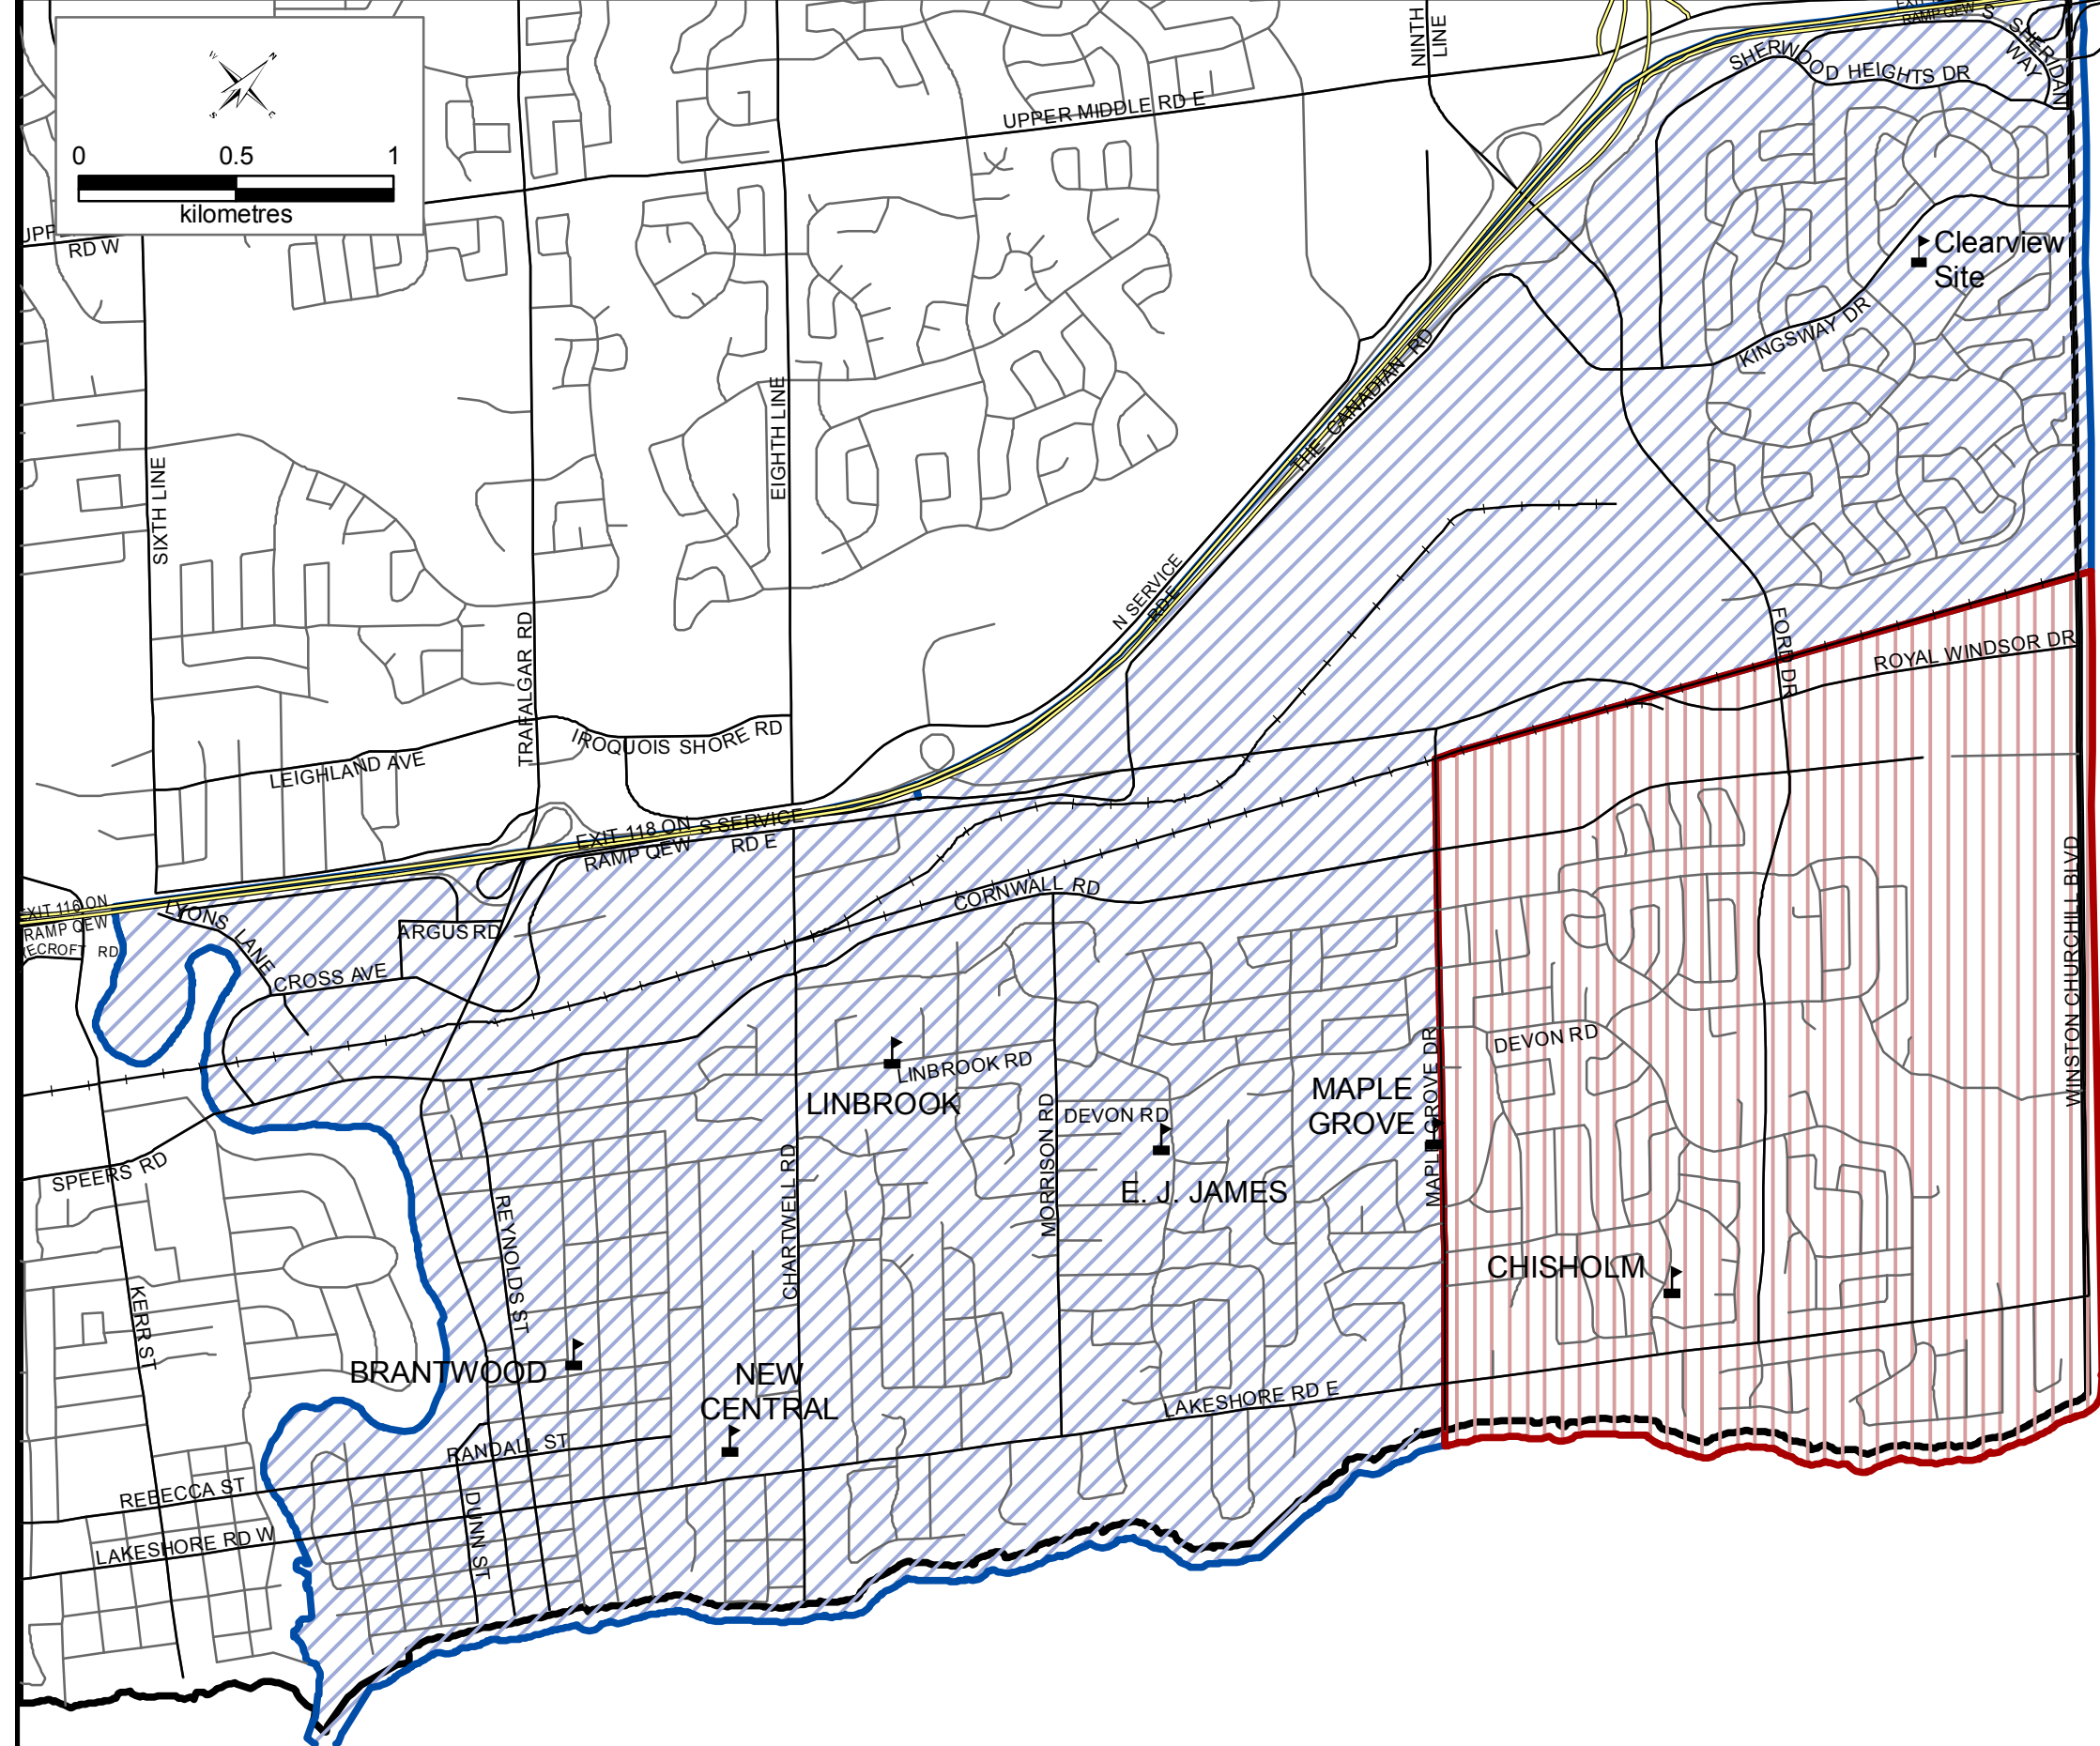 NINTH
LINE
RAMP QEW
S SHERIDAN
WAY
SHERWOOD HEIGHTS DR
W
N
S
E
0 0.5 1
kilometres
UPPER MIDDLE RD E
RD W
Clearview
Site
KINGSWAY DR
THE CANADIAN RD
EIGHTH LINE
SIXTH LINE
N SERVICE
RD E
TRAFALGAR RD
FORD DR
ROYAL WINDSOR DR
IROQUOIS SHORE RD
LEIGHLAND AVE
EXIT 118 ON S SERVICE
RAMP QEW RD E
CORNWALL RD
EXIT 116 ON
RAMP QEW
ECROFT RD
LYONS LANE
ARGUS RD
CROSS AVE
WINSTON CHURCHILL BLVD
DEVON RD
LINBROOK RD
LINBROOK
DEVON RD
MAPLE
GROVE
MAPLE GROVE DR
MORRISON RD
E. J. JAMES
CHARTWELL RD
SPEERS RD
REYNOLDS ST
CHISHOLM
KERR ST
BRANTWOOD
NEW
CENTRAL
LAKESHORE RD E
RANDALL ST
REBECCA ST
DUNN ST
LAKESHORE RD W